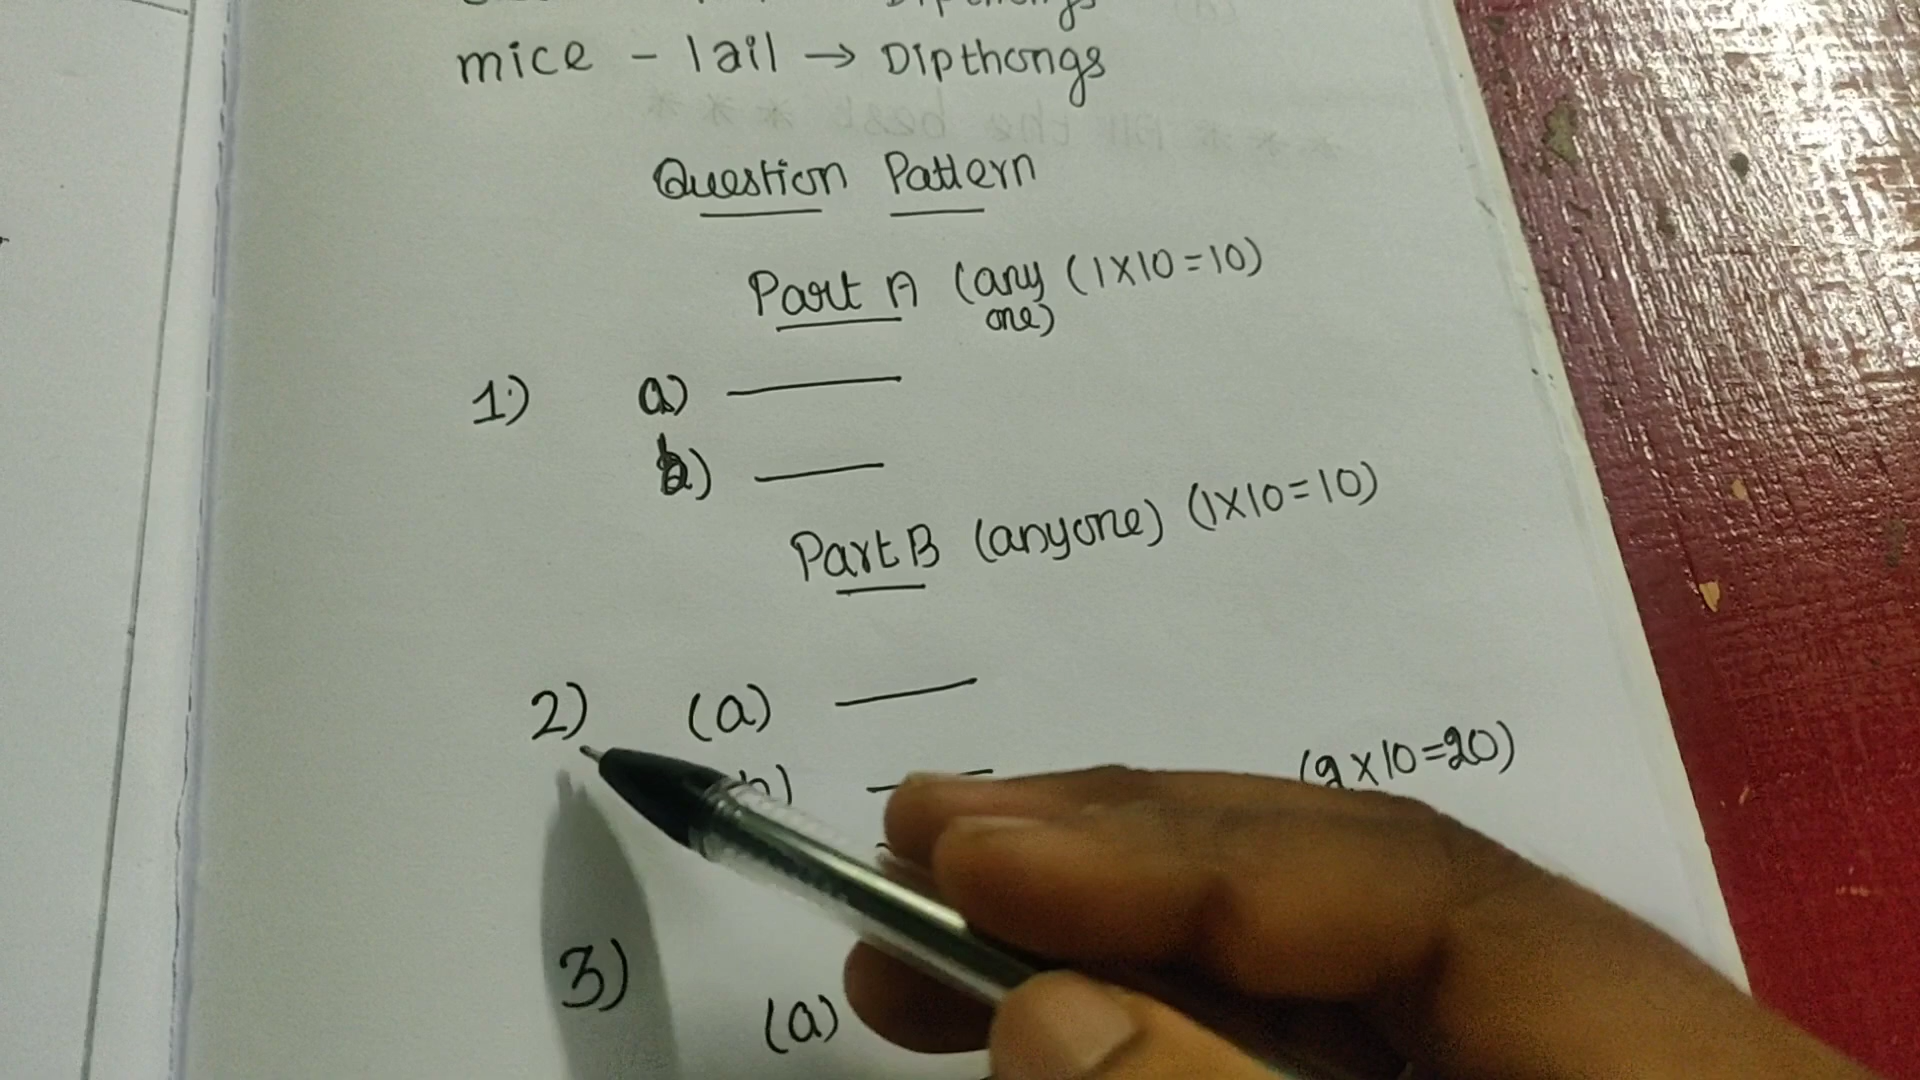 mice - lail → Dipthongs
Question Pattern
Part A (any one) (1x10=10)
1) a)
b)
Part B (anyone) (1x10=10)
2) (a)
b)
(2x10=20)
3)
(a)